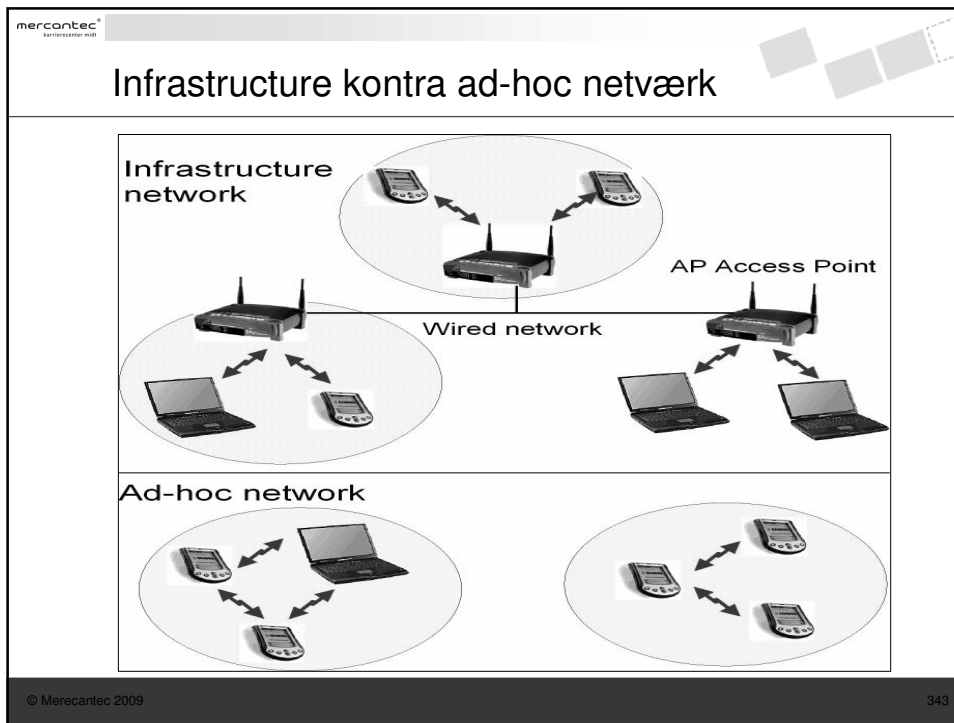 mercantec+
karrierecenter midt
Infrastructure kontra ad-hoc netværk
Infrastructure
network
AP Access Point
Wired network
Ad-hoc network
© Merecantec 2009
343